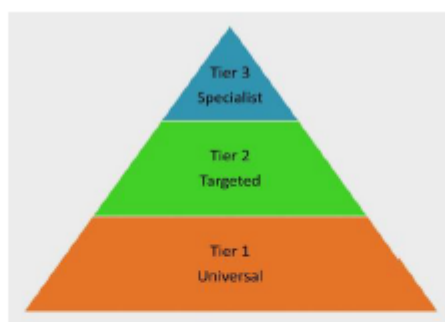 Tier 3
Specialist
Tier 2
Targeted
Tier 1
Universal